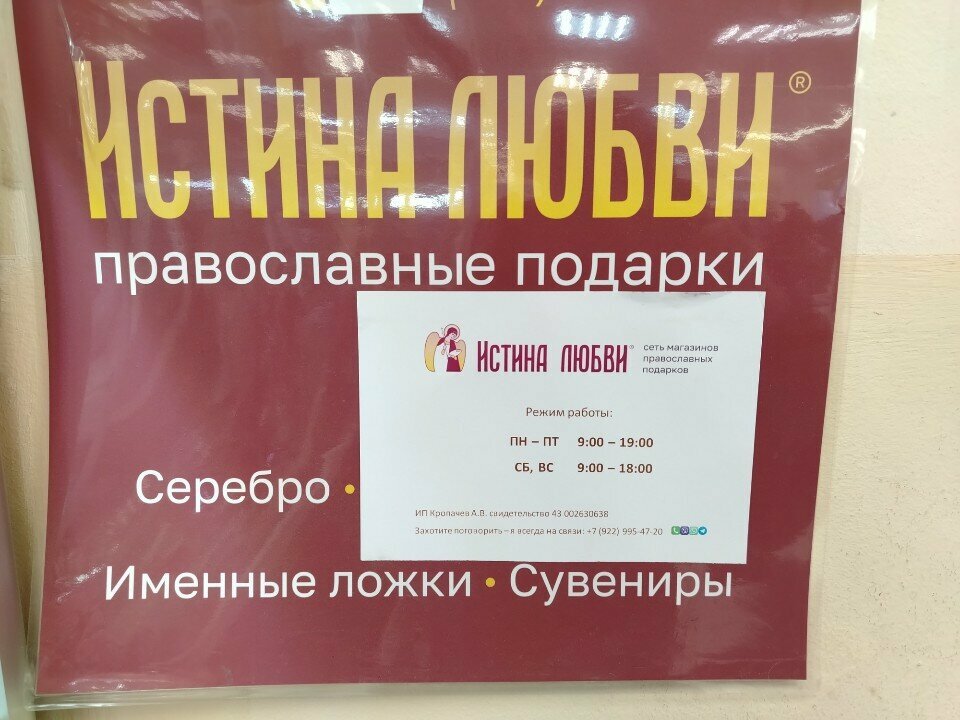 ИСТИНА ЛЮБВИ®
православные подарки
ИСТИНА ЛЮБВИ®
сеть магазинов
православных
подарков
Режим работы:
ПН – ПТ 9:00 – 19:00
СБ, ВС 9:00 – 18:00
ИП Кропачев А.В. свидетельство 43 002630638
Захотите поговорить – я всегда на связи: +7 (922) 995-47-20
Серебро •
Именные ложки • Сувениры